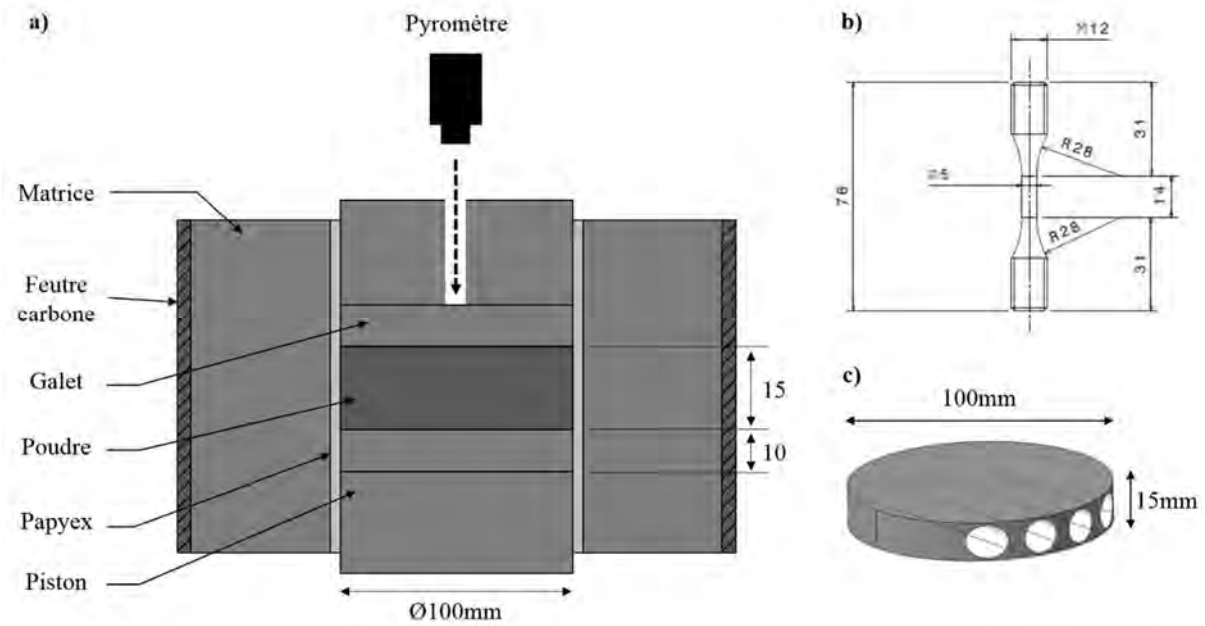 a)
Pyromètre
Matrice
Feutre
carbone
Galet
Poudre
Papyex
Piston
15
10
Ø100mm
b)
M12
76
31
R28
14
R28
31
c)
100mm
15mm